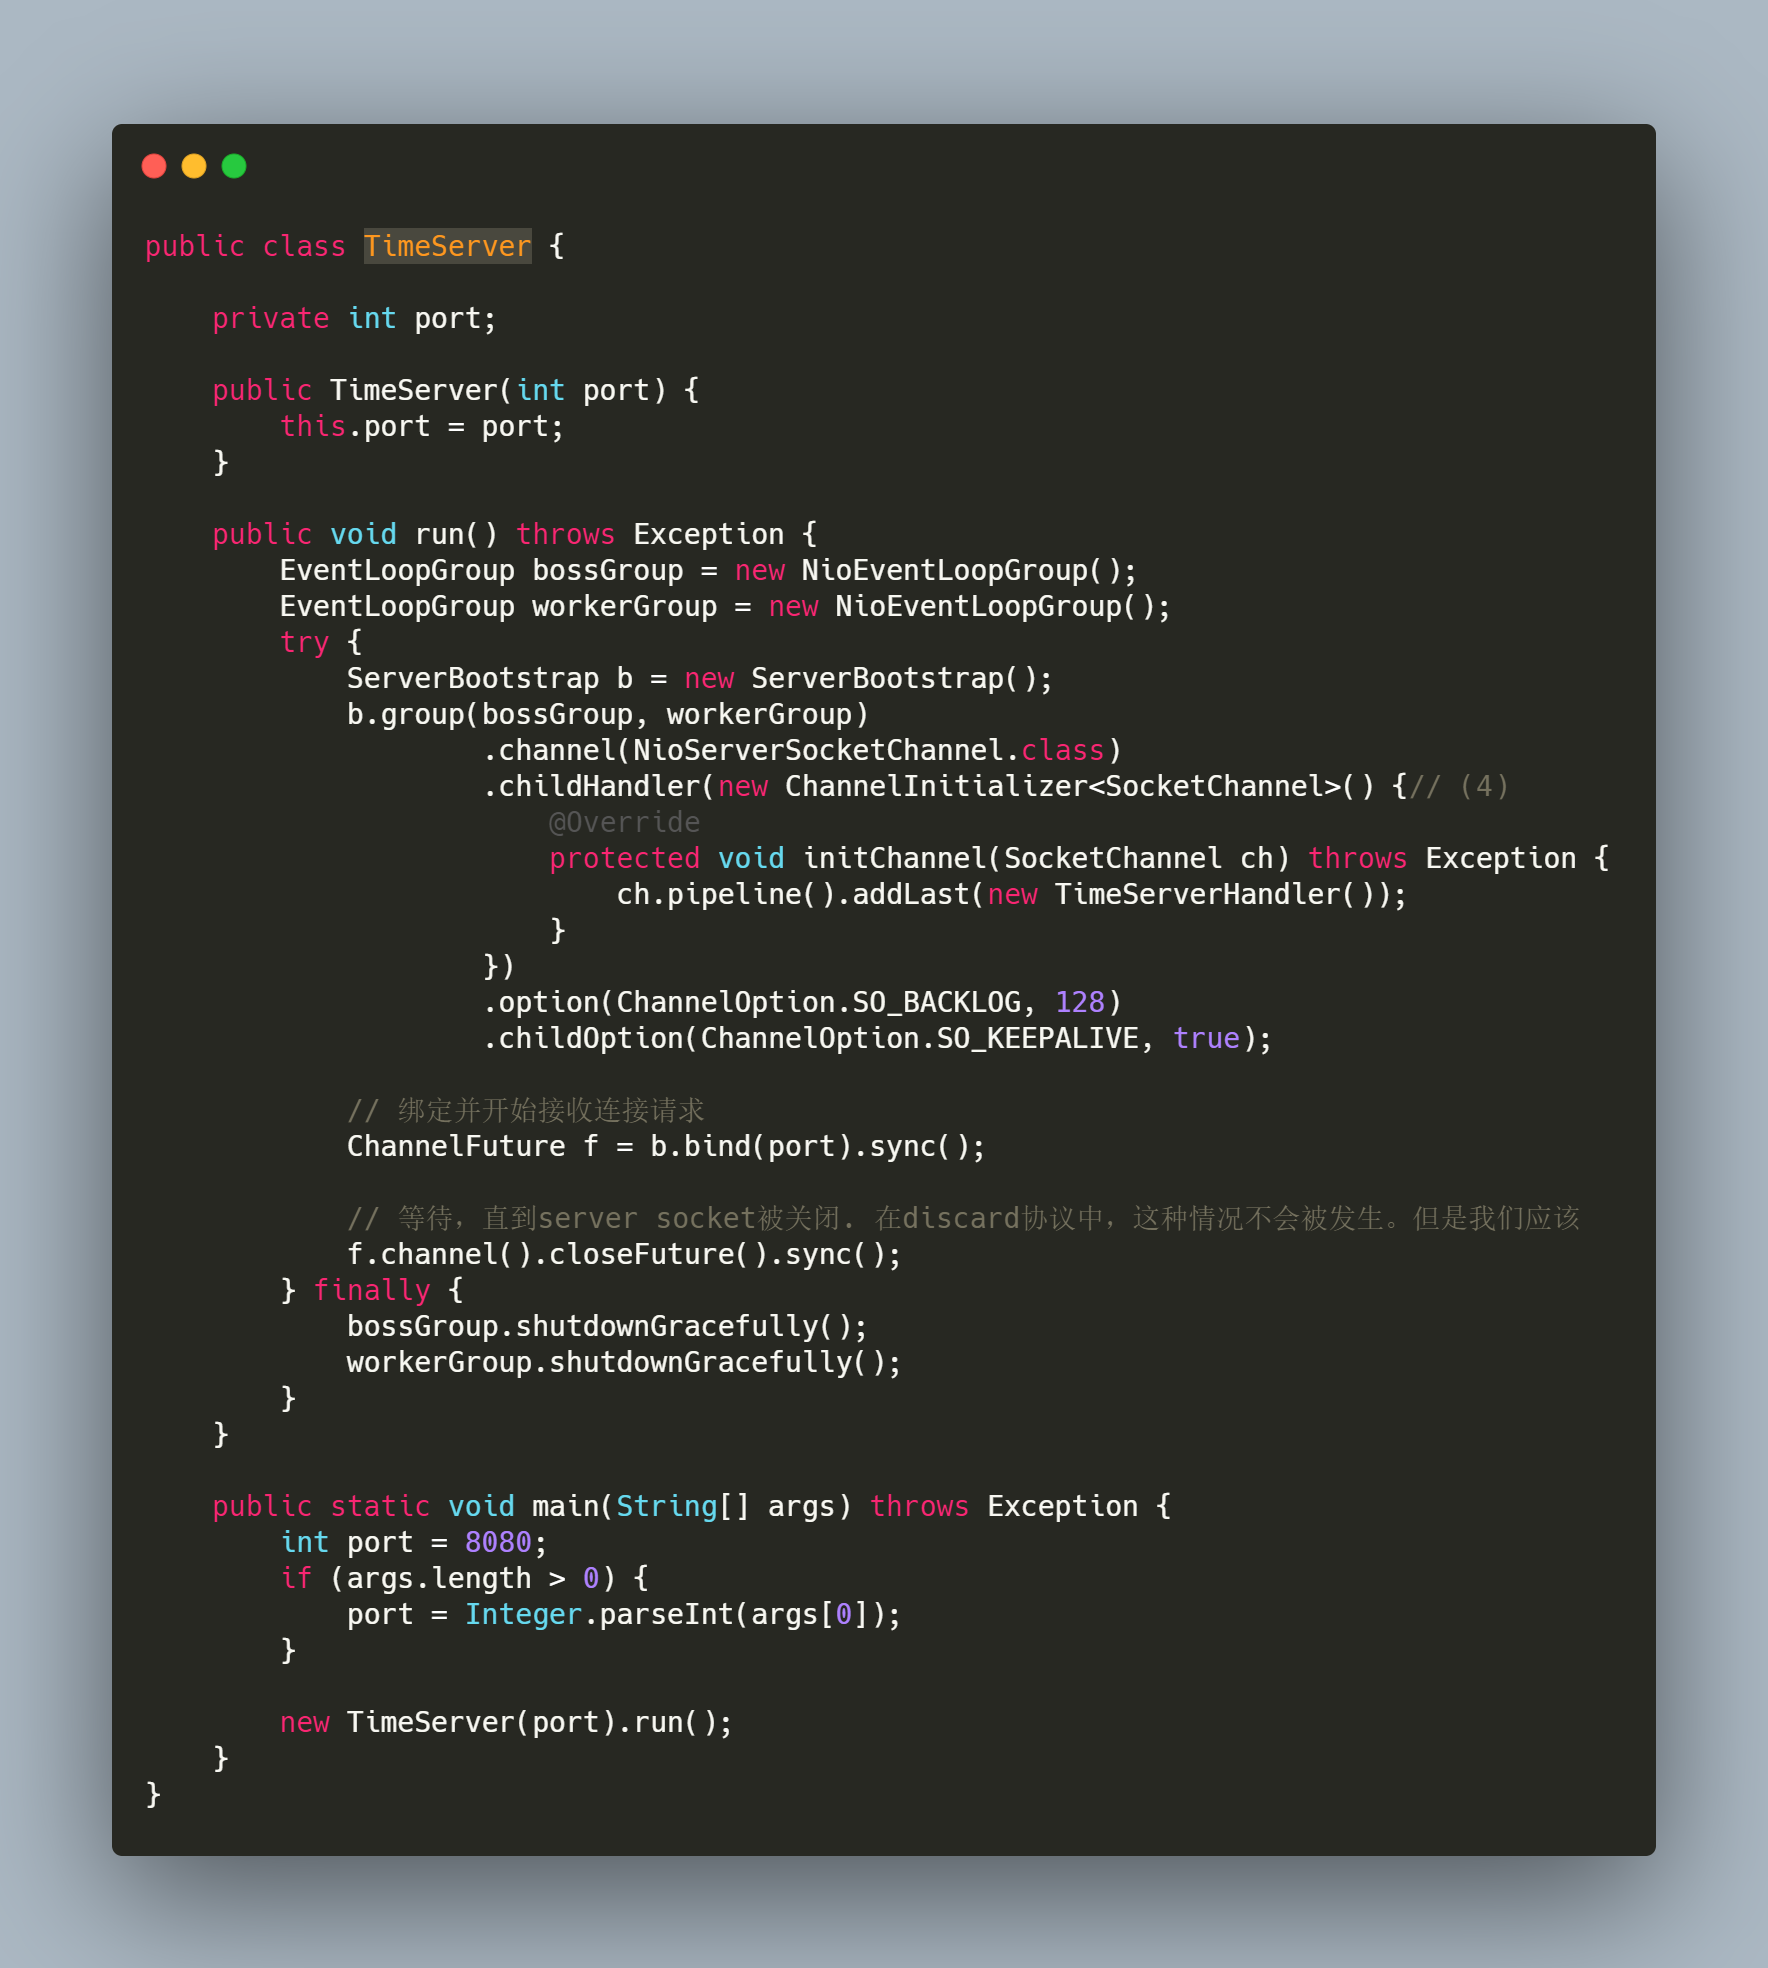 public class TimeServer {
    private int port;
    public TimeServer(int port) {
        this.port = port;
    }
    public void run() throws Exception {
        EventLoopGroup bossGroup = new NioEventLoopGroup();
        EventLoopGroup workerGroup = new NioEventLoopGroup();
        try {
            ServerBootstrap b = new ServerBootstrap();
            b.group(bossGroup, workerGroup)
                    .channel(NioServerSocketChannel.class)
                    .childHandler(new ChannelInitializer<SocketChannel>() {// (4)
                        @Override
                        protected void initChannel(SocketChannel ch) throws Exception {
                            ch.pipeline().addLast(new TimeServerHandler());
                        }
                    })
                    .option(ChannelOption.SO_BACKLOG, 128)
                    .childOption(ChannelOption.SO_KEEPALIVE, true);
            // 绑定并开始接收连接请求
            ChannelFuture f = b.bind(port).sync();
            // 等待，直到server socket被关闭. 在discard协议中，这种情况不会被发生。但是我们应该
            f.channel().closeFuture().sync();
        } finally {
            bossGroup.shutdownGracefully();
            workerGroup.shutdownGracefully();
        }
    }
    public static void main(String[] args) throws Exception {
        int port = 8080;
        if (args.length > 0) {
            port = Integer.parseInt(args[0]);
        }
        new TimeServer(port).run();
    }
}